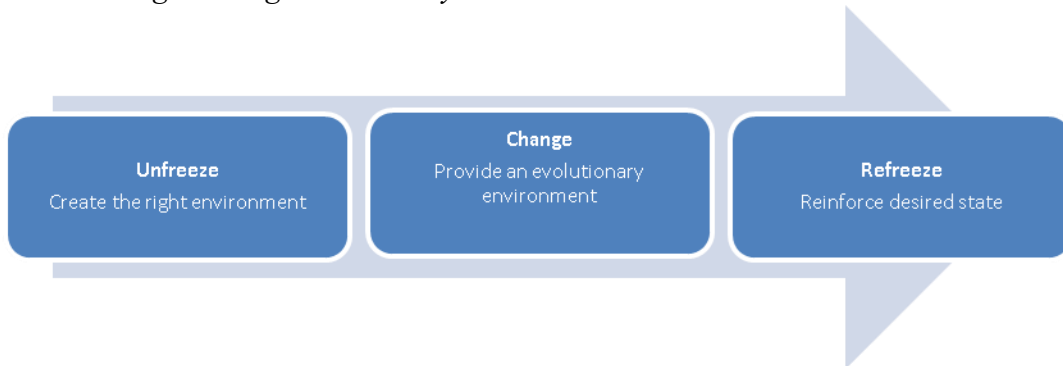 Unfreeze
Create the right environment
Change
Provide an evolutionary
environment
Refreeze
Reinforce desired state